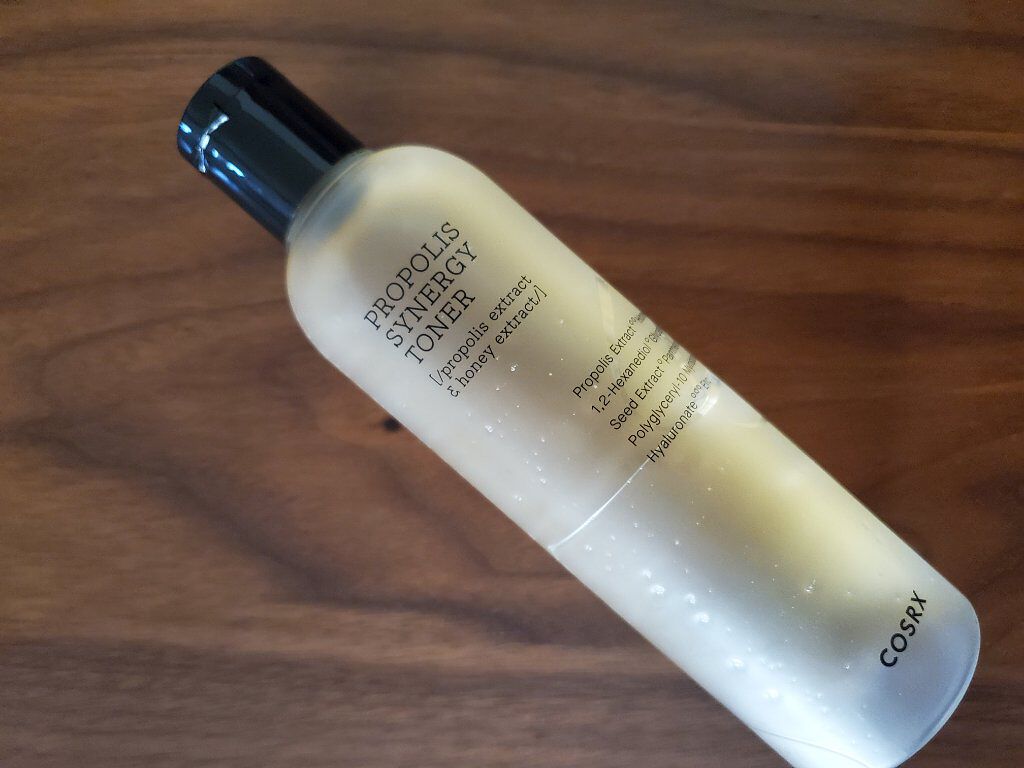 PROPOLIS
SYNERGY
TONER
[/propolis extract
& honey extract/]
Propolis Extract
1,2-Hexanediol
Seed Extract
Polyglyceryl-10
Hyaluronate
COSRX